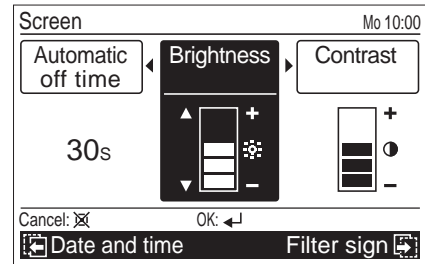 Screen Mo 10:00
Automatic off time Brightness Contrast
30s
Cancel: OK:
Date and time Filter sign